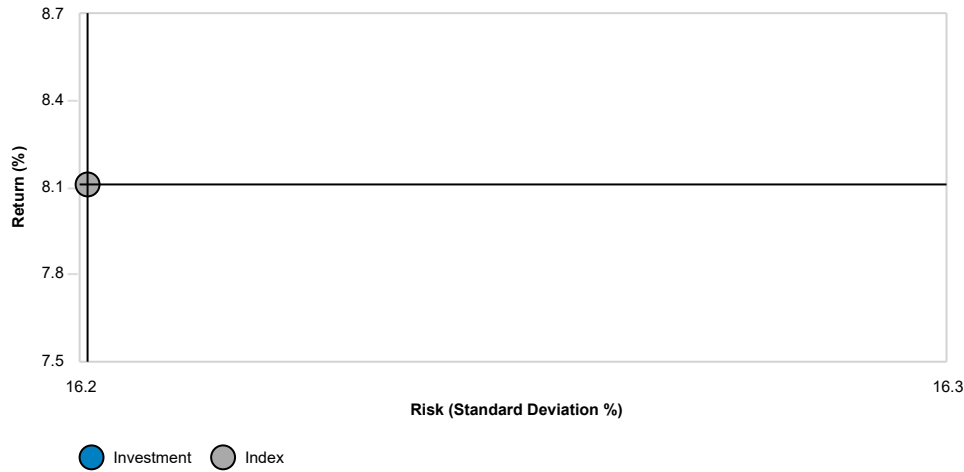 8.7
8.4
8.1
7.8
7.5
Return (%)
16.2 16.3
Risk (Standard Deviation %)
Investment Index